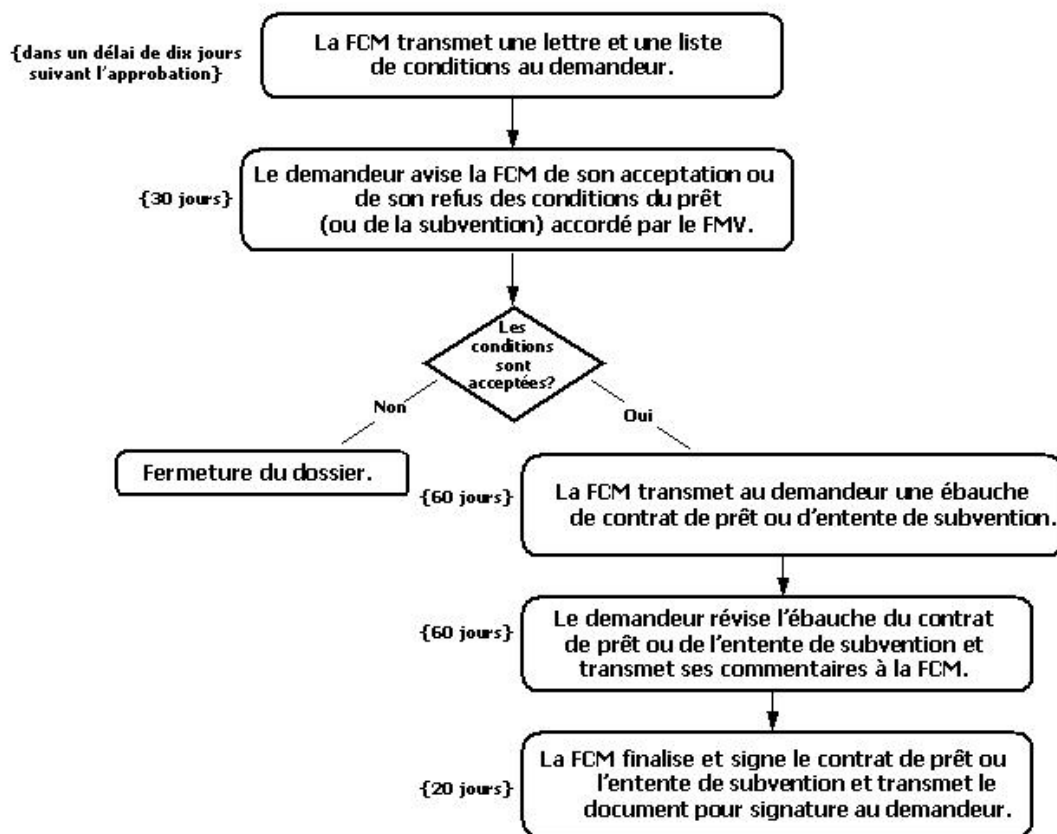 {dans un délai de dix jours
suivant l'approbation}
La FCM transmet une lettre et une liste
de conditions au demandeur.
{30 jours}
Le demandeur avise la FCM de son acceptation ou
de son refus des conditions du prêt
(ou de la subvention) accordé par le FMV.
Les
conditions
sont
acceptées?
Non
Oui
Fermeture du dossier.
{60 jours}
La FCM transmet au demandeur une ébauche
de contrat de prêt ou d'entente de subvention.
{60 jours}
Le demandeur révise l'ébauche du contrat
de prêt ou de l'entente de subvention et
transmet ses commentaires à la FCM.
{20 jours}
La FCM finalise et signe le contrat de prêt ou
l'entente de subvention et transmet le
document pour signature au demandeur.